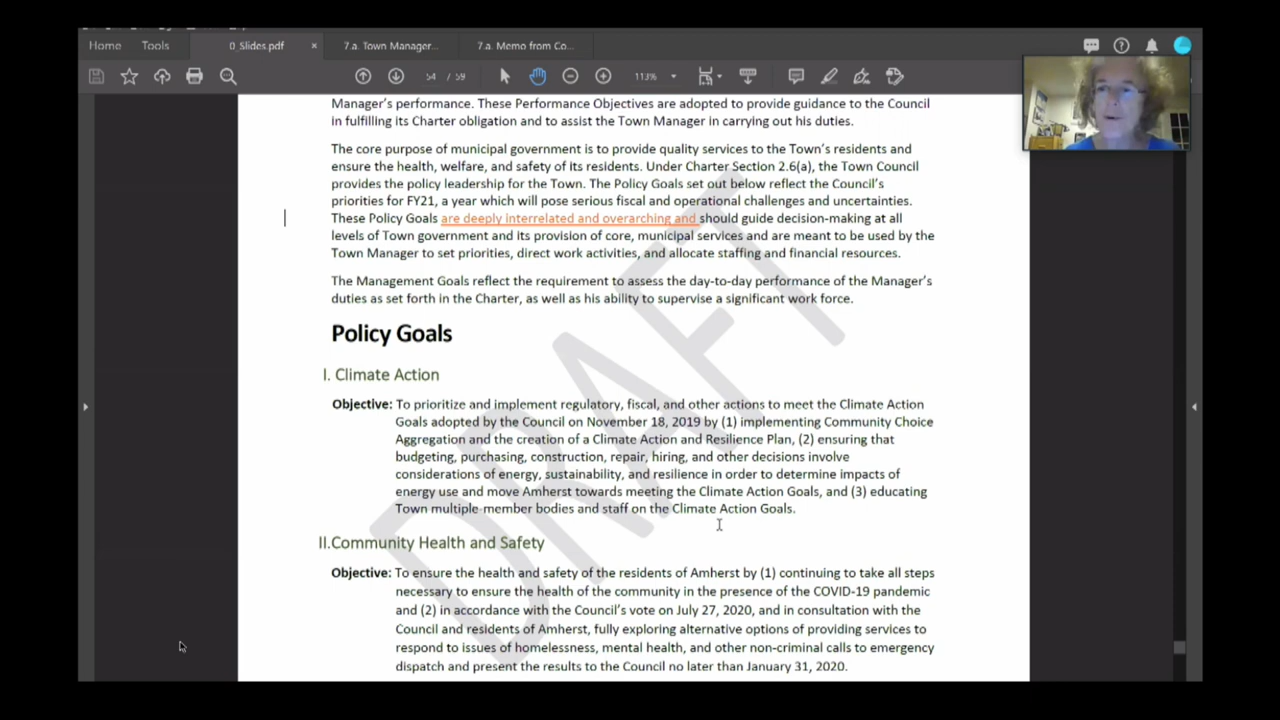 Home Tools 0 Slides.pdf × 7.a. Town Manager... 7.a. Memo from Co...
54 / 59 113%
Manager's performance. These Performance Objectives are adopted to provide guidance to the Council
in fulfilling its Charter obligation and to assist the Town Manager in carrying out his duties.
The core purpose of municipal government is to provide quality services to the Town's residents and
ensure the health, welfare, and safety of its residents. Under Charter Section 2.6(a), the Town Council
provides the policy leadership for the Town. The Policy Goals set out below reflect the Council's
priorities for FY21, a year which will pose serious fiscal and operational challenges and uncertainties.
These Policy Goals are deeply interrelated and overarching and should guide decision-making at all
levels of Town government and its provision of core, municipal services and are meant to be used by the
Town Manager to set priorities, direct work activities, and allocate staffing and financial resources.
The Management Goals reflect the requirement to assess the day-to-day performance of the Manager's
duties as set forth in the Charter, as well as his ability to supervise a significant work force.
Policy Goals
I. Climate Action
Objective: To prioritize and implement regulatory, fiscal, and other actions to meet the Climate Action
Goals adopted by the Council on November 18, 2019 by (1) implementing Community Choice
Aggregation and the creation of a Climate Action and Resilience Plan, (2) ensuring that
budgeting, purchasing, construction, repair, hiring, and other decisions involve
considerations of energy, sustainability, and resilience in order to determine impacts of
energy use and move Amherst towards meeting the Climate Action Goals, and (3) educating
Town multiple-member bodies and staff on the Climate Action Goals.
II.Community Health and Safety
Objective: To ensure the health and safety of the residents of Amherst by (1) continuing to take all steps
necessary to ensure the health of the community in the presence of the COVID-19 pandemic
and (2) in accordance with the Council's vote on July 27, 2020, and in consultation with the
Council and residents of Amherst, fully exploring alternative options of providing services to
respond to issues of homelessness, mental health, and other non-criminal calls to emergency
dispatch and present the results to the Council no later than January 31, 2020.
DRAFT